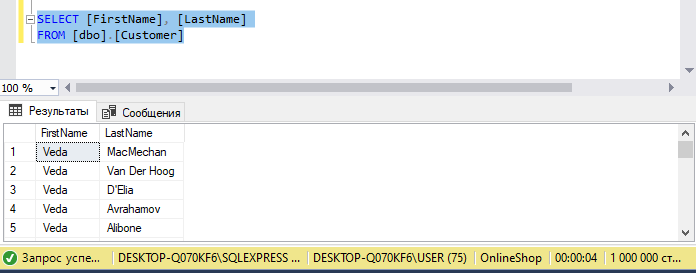 SELECT [FirstName], [LastName]
FROM [dbo].[Customer]
100 %
Результаты Сообщения
FirstName LastName
1 Veda MacMechan
2 Veda Van Der Hoog
3 Veda D'Elia
4 Veda Avrahamov
5 Veda Alibone
Запрос успе... DESKTOP-Q070KF6\SQLEXPRESS ... DESKTOP-Q070KF6\USER (75) OnlineShop 00:00:04 1 000 000 ст...